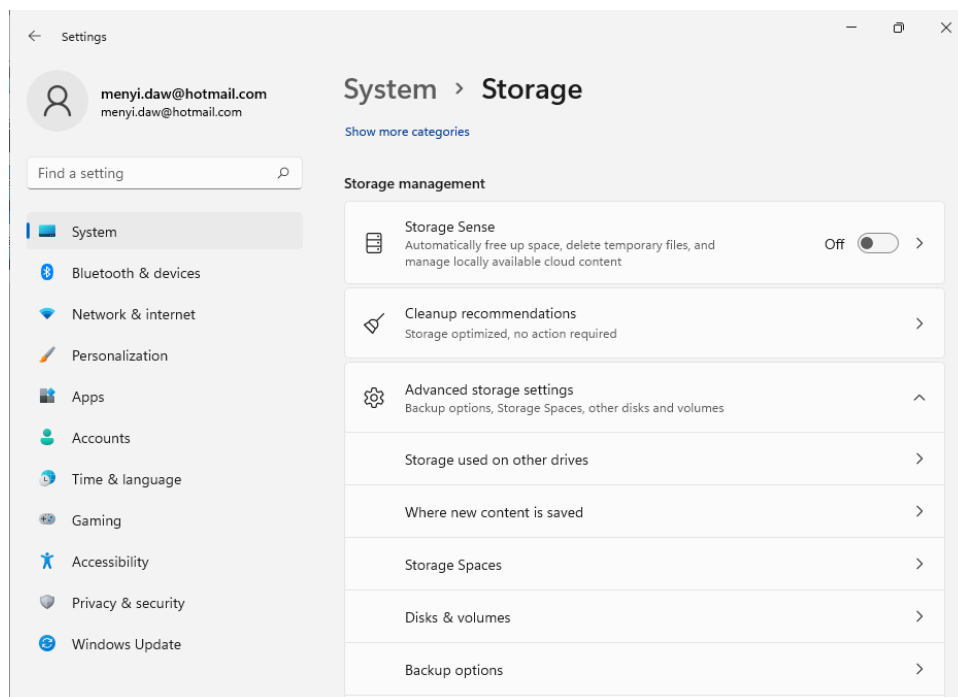 Settings
menyi.daw@hotmail.com
menyi.daw@hotmail.com
Find a setting
System
Bluetooth & devices
Network & internet
Personalization
Apps
Accounts
Time & language
Gaming
Accessibility
Privacy & security
Windows Update
System > Storage
Show more categories
Storage management
Storage Sense
Automatically free up space, delete temporary files, and
manage locally available cloud content
Off
Cleanup recommendations
Storage optimized, no action required
Advanced storage settings
Backup options, Storage Spaces, other disks and volumes
Storage used on other drives
Where new content is saved
Storage Spaces
Disks & volumes
Backup options